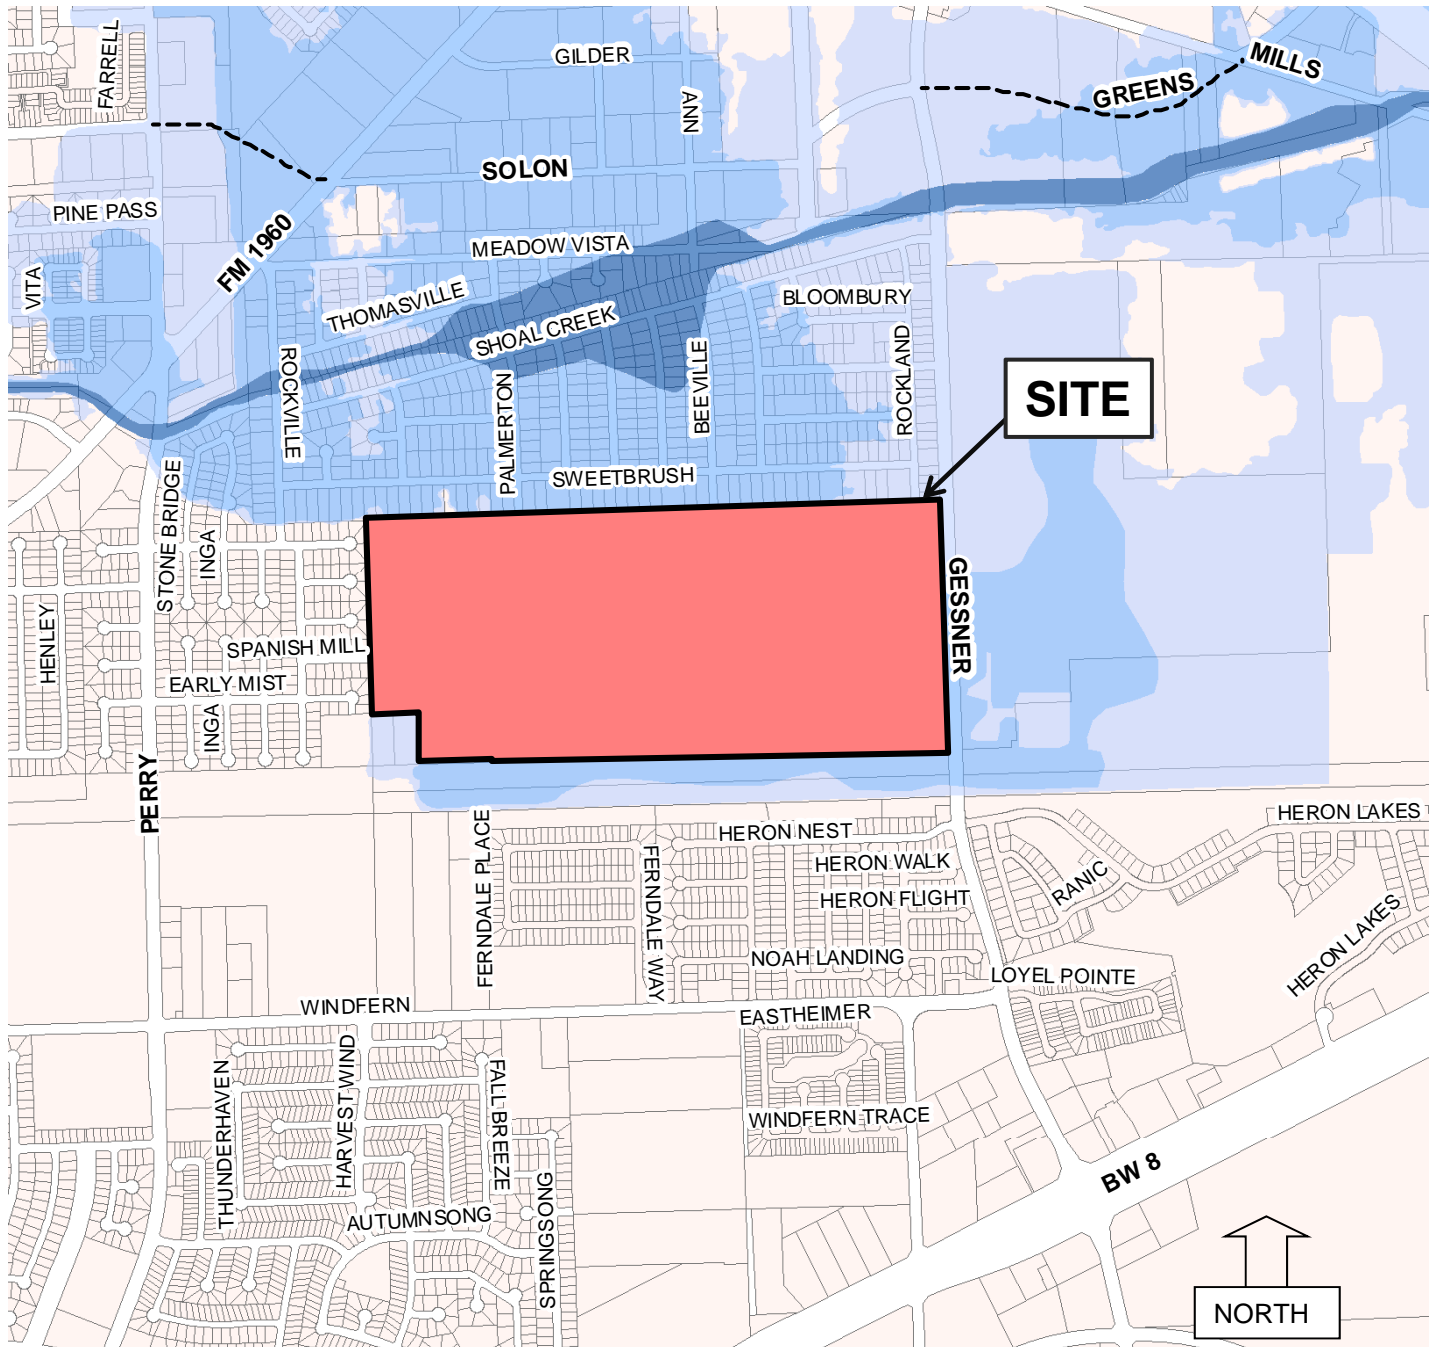 FARRELL
GILDER
MILLS
GREENS
ANN
SOLON
PINE PASS
FM 1960
MEADOW VISTA
VITA
THOMASVILLE
BLOOMBURY
SHOAL CREEK
ROCKVILLE
BEEVILLE
ROCKLAND
SITE
PALMERTON
SWEETBRUSH
STONE BRIDGE
INGA
GESSNER
HENLEY
SPANISH MILL
EARLY MIST
INGA
PERRY
HERON NEST
HERON LAKES
FERNDALE PLACE
FERNDALE WAY
HERON WALK
RANIC
HERON FLIGHT
HERON LAKES
NOAH LANDING
LOYEL POINTE
WINDFERN
EASTHEIMER
THUNDERHAVEN
HARVEST WIND
FALL BREEZE
WINDFERN TRACE
BW 8
SPRINGSONG
AUTUMNSONG
NORTH